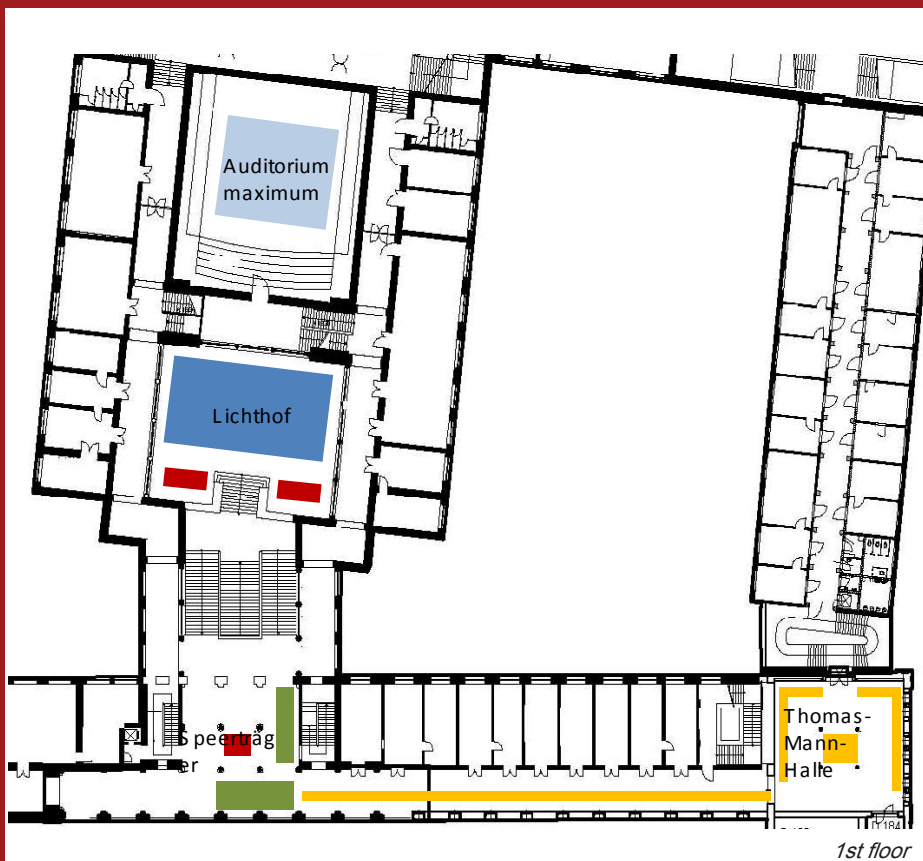 Auditorium
maximum
Lichthof
Speerträg
er
Thomas-
Mann-
Halle
1st floor